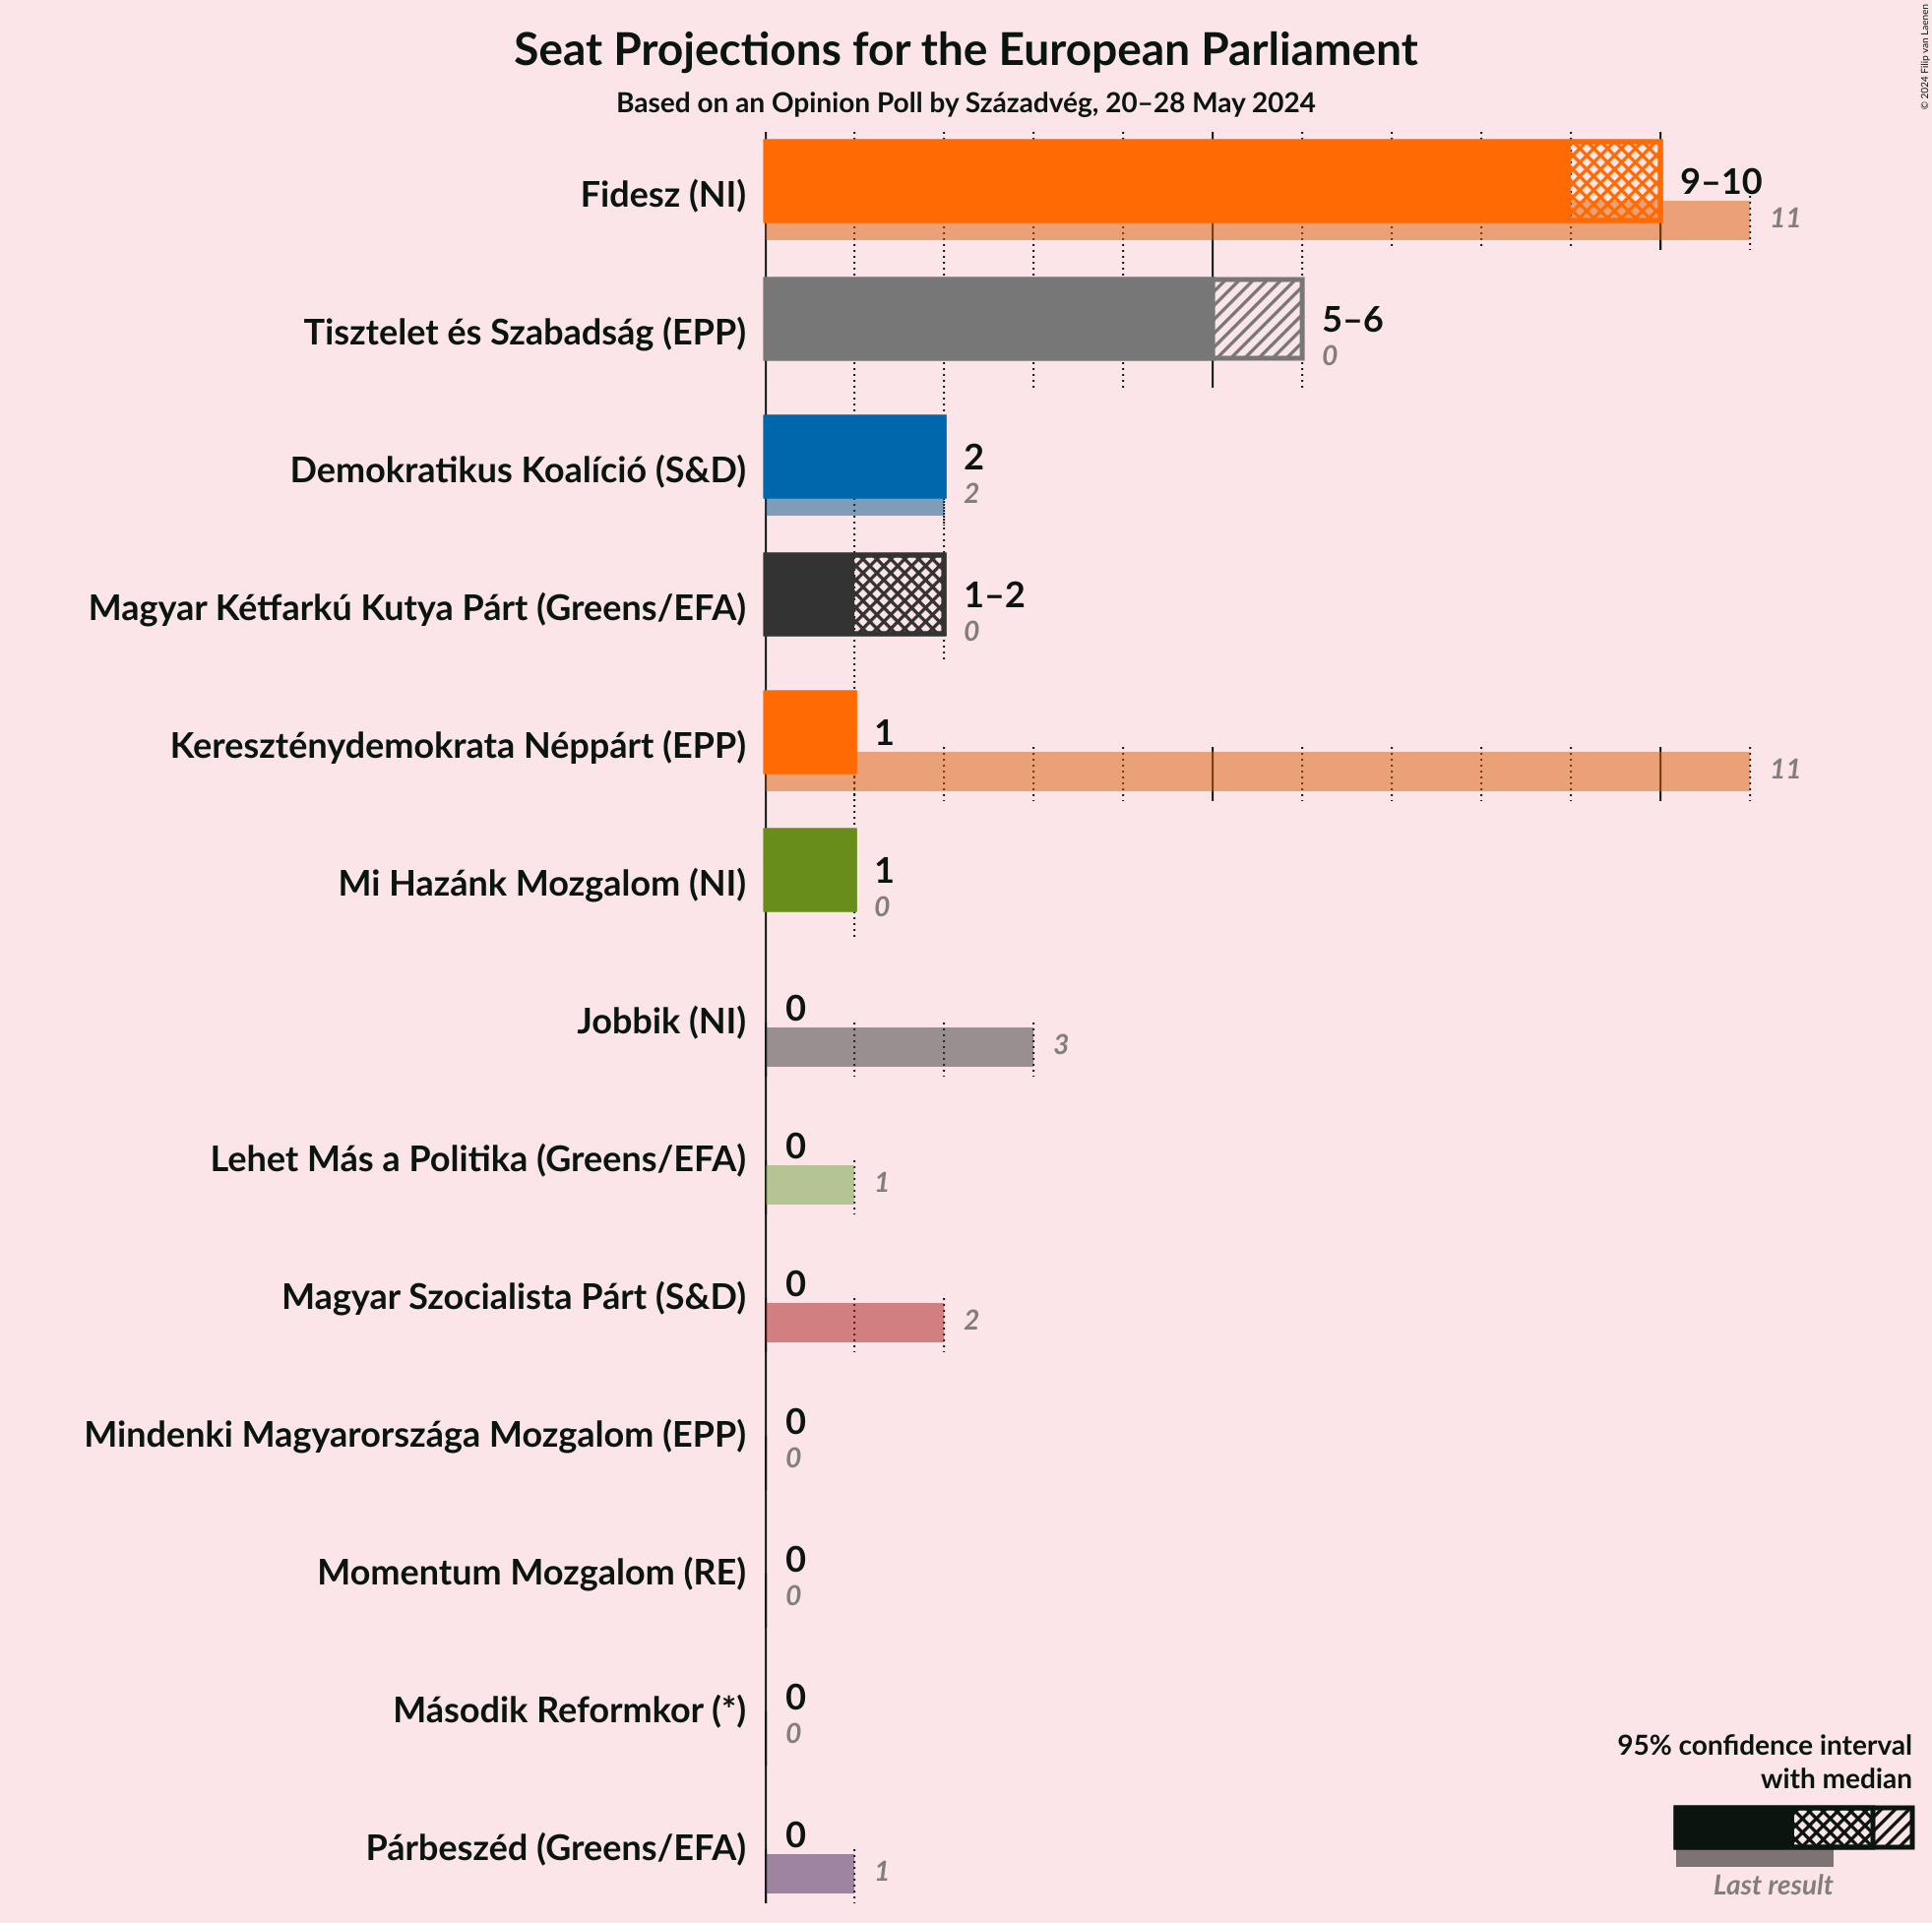 Seat Projections for the European Parliament
Based on an Opinion Poll by Századvég, 20–28 May 2024
© 2024 Filip van Laenen
Fidesz (NI)
9–10
11
Tisztelet és Szabadság (EPP)
5–6
0
Demokratikus Koalíció (S&D)
2
2
Magyar Kétfarkú Kutya Párt (Greens/EFA)
1–2
0
Kereszténydemokrata Néppárt (EPP)
1
11
Mi Hazánk Mozgalom (NI)
1
0
Jobbik (NI)
0
3
Lehet Más a Politika (Greens/EFA)
0
1
Magyar Szocialista Párt (S&D)
0
2
Mindenki Magyarországa Mozgalom (EPP)
0
0
Momentum Mozgalom (RE)
0
0
Második Reformkor (*)
0
0
Párbeszéd (Greens/EFA)
0
1
95% confidence interval
with median
Last result